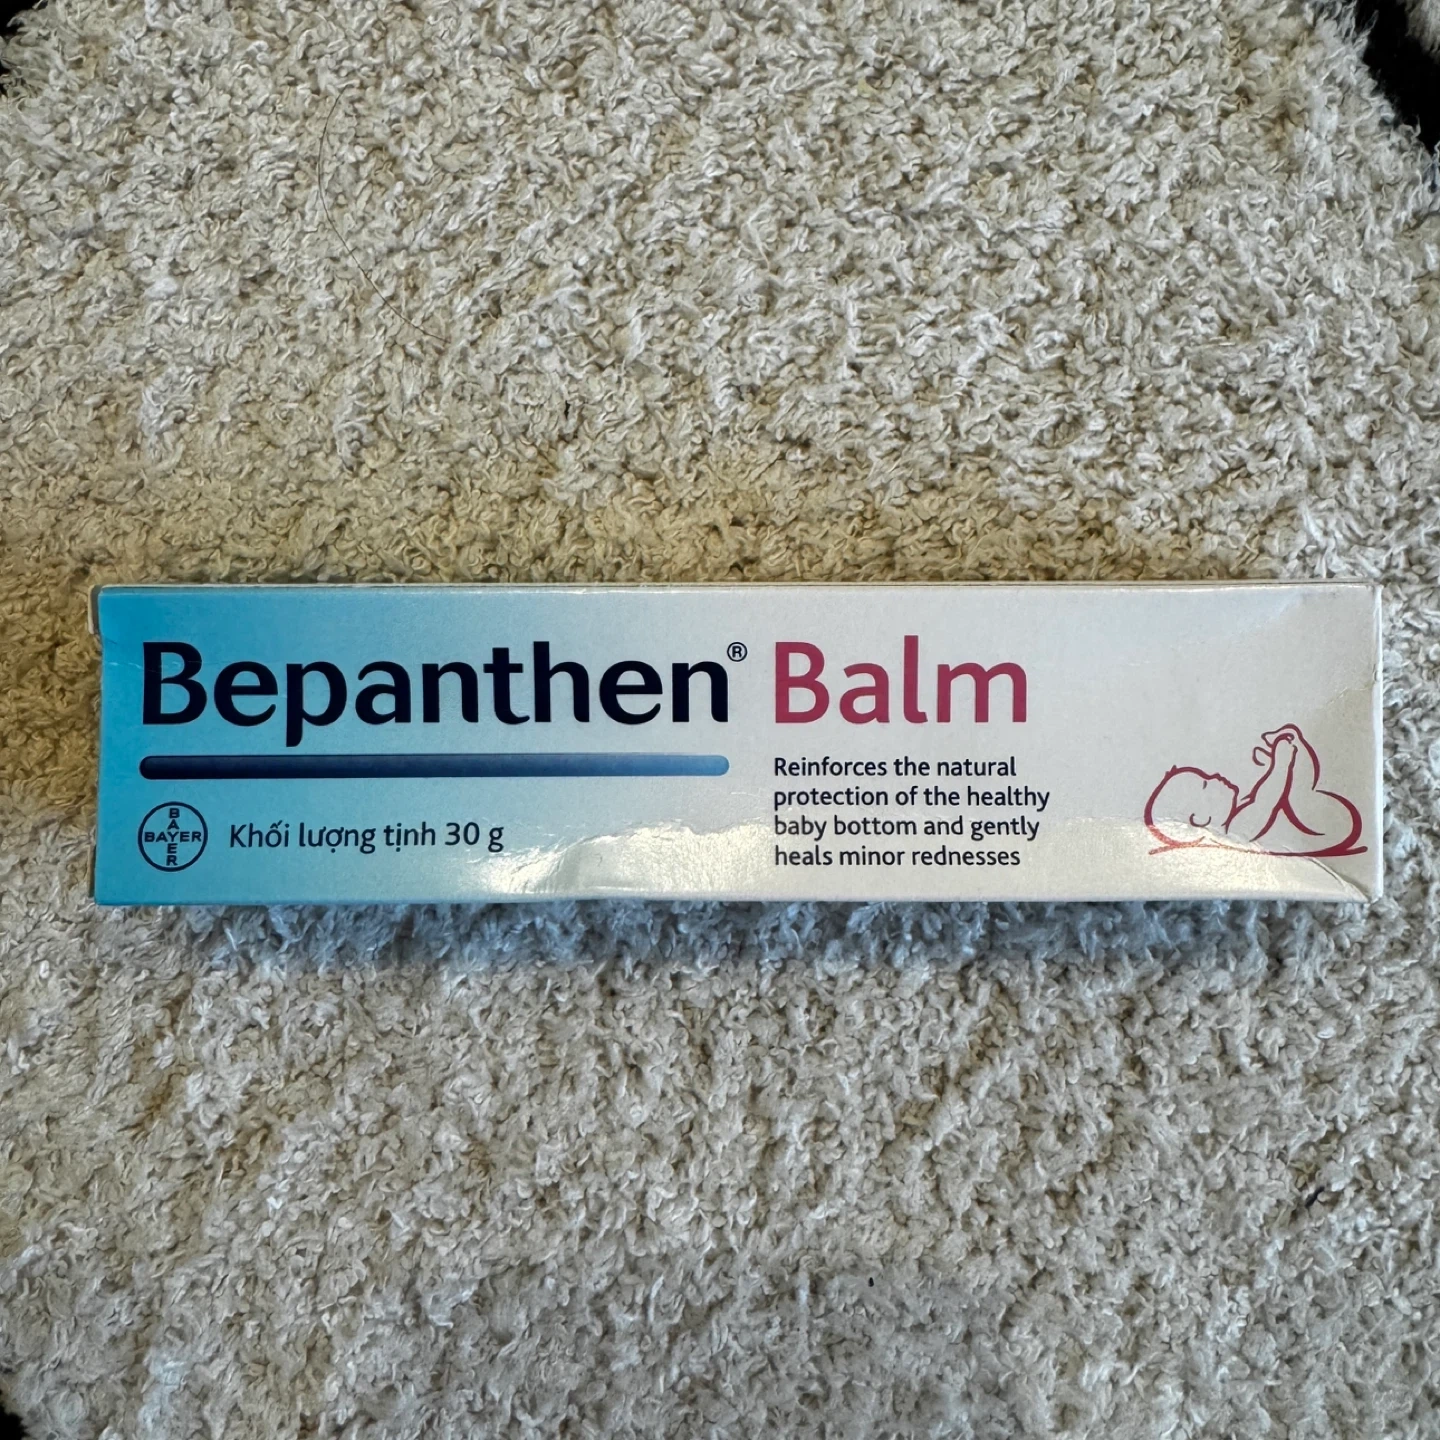 Bepanthen® Balm
Reinforces the natural
protection of the healthy
baby bottom and gently
heals minor rednesses
BAYER
BAYER
Khối lượng tịnh 30 g